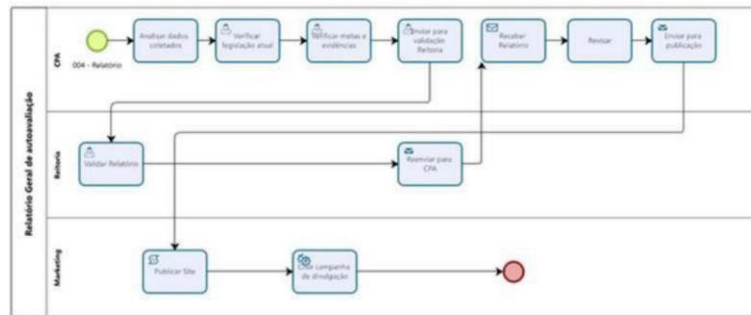 Relatório Geral de autoavaliação
CPA
004 - Relatório
Analisar dados
coletados
Verificar
legislação atual
Verificar metas e
evidências
Enviar para
validação
Reitoria
Receber
Relatório
Revisar
Enviar para
publicação
Reitoria
Validar Relatório
Reenviar para
CPA
Marketing
Publicar Site
Criar campanha
de divulgação